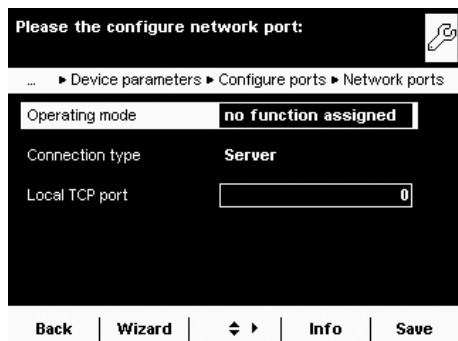 Please the configure network port:
... ▸ Device parameters ▸ Configure ports ▸ Network ports
Operating mode no function assigned
Connection type Server
Local TCP port 0
Back Wizard Info Save